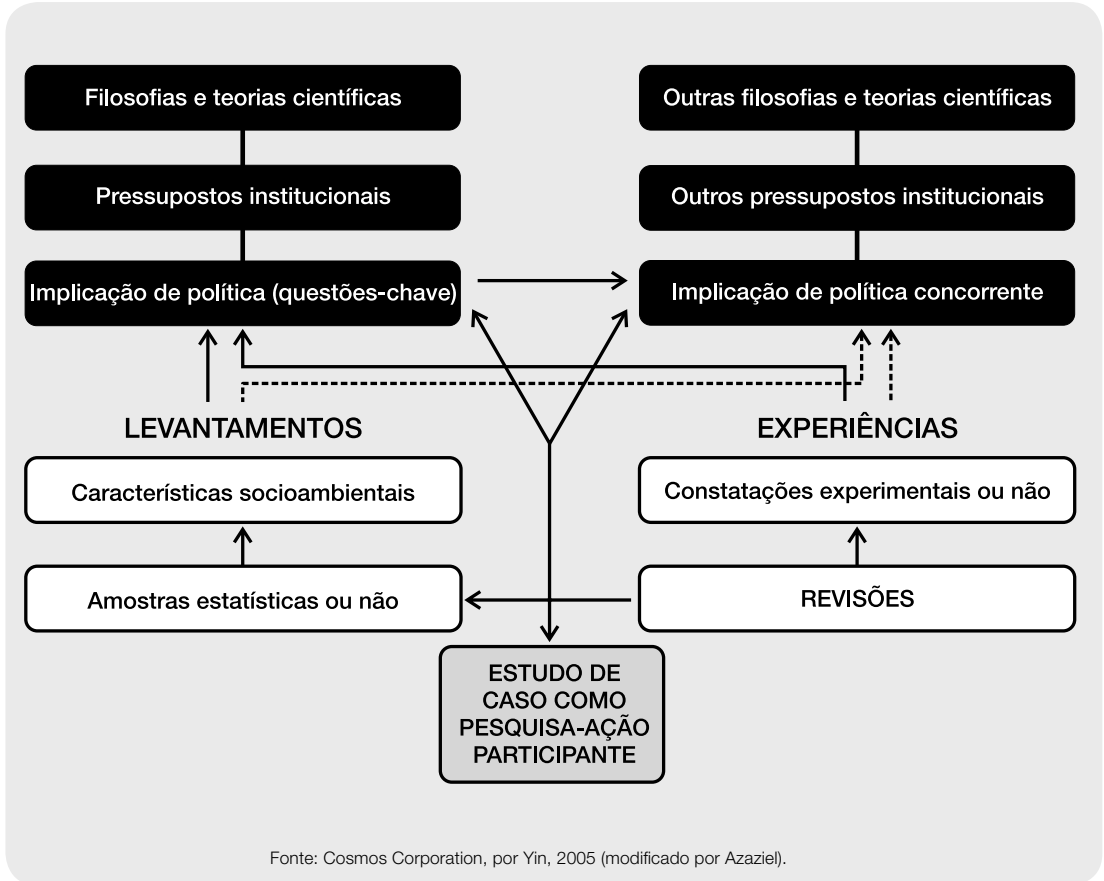 Filosofias e teorias científicas
Outras filosofias e teorias científicas
Pressupostos institucionais
Outros pressupostos institucionais
Implicação de política (questões-chave)
Implicação de política concorrente
LEVANTAMENTOS
EXPERIÊNCIAS
Características socioambientais
Constatações experimentais ou não
Amostras estatísticas ou não
REVISÕES
ESTUDO DE
CASO COMO
PESQUISA-AÇÃO
PARTICIPANTE
Fonte: Cosmos Corporation, por Yin, 2005 (modificado por Azaziel).